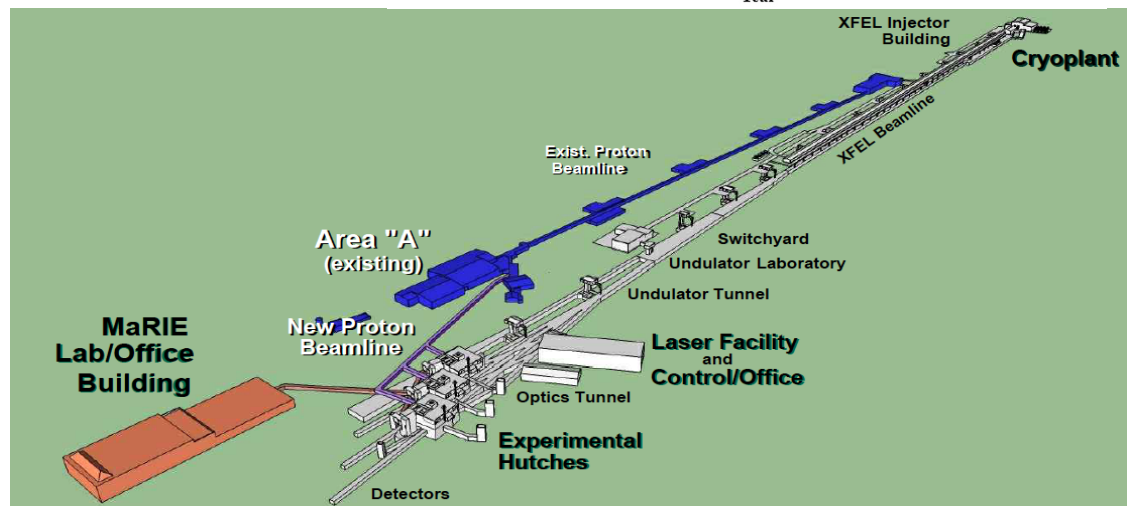 XFEL Injector
Building
Cryoplant
XFEL Beamline
Exist. Proton
Beamline
Area "A"
(existing)
Switchyard
Undulator Laboratory
Undulator Tunnel
New Proton
Beamline
MaRIE
Lab/Office
Building
Laser Facility
and
Control/Office
Optics Tunnel
Experimental
Hutches
Detectors